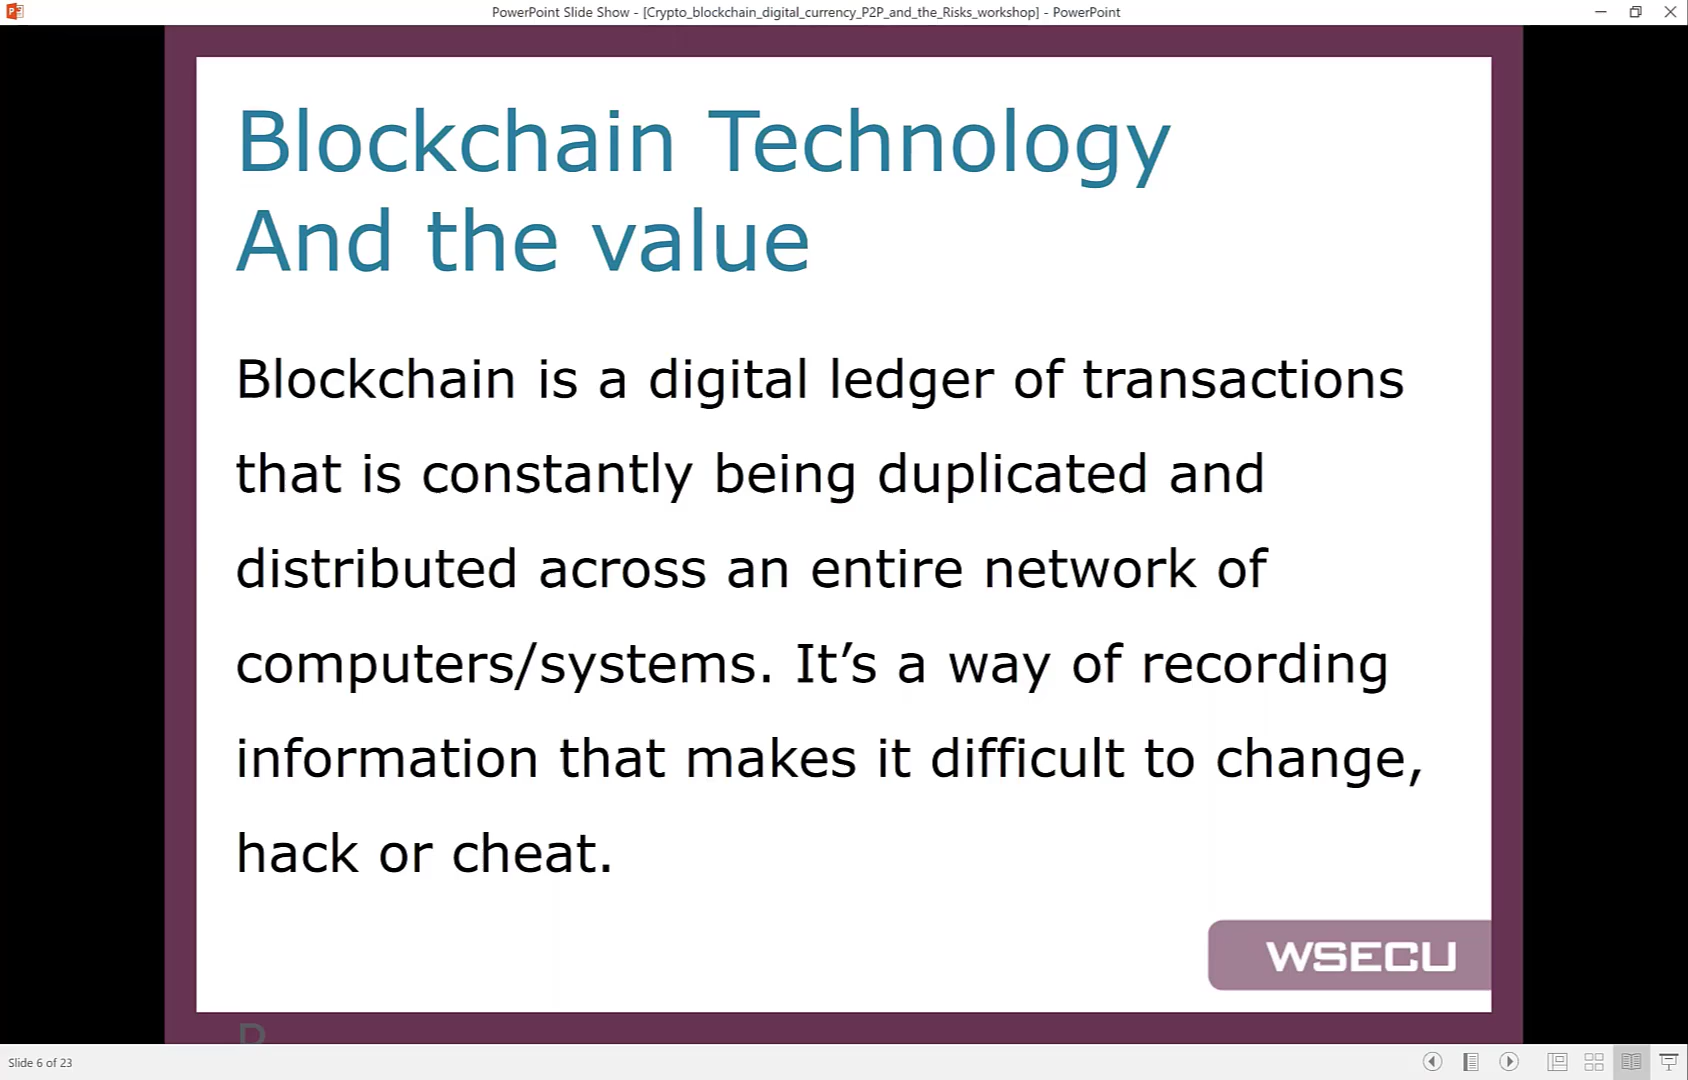 PowerPoint Slide Show - [Crypto_blockchain_digital_currency_P2P_and_the_Risks_workshop] - PowerPoint
Blockchain Technology
And the value
Blockchain is a digital ledger of transactions
that is constantly being duplicated and
distributed across an entire network of
computers/systems. It’s a way of recording
information that makes it difficult to change,
hack or cheat.
WSECU
Slide 6 of 23